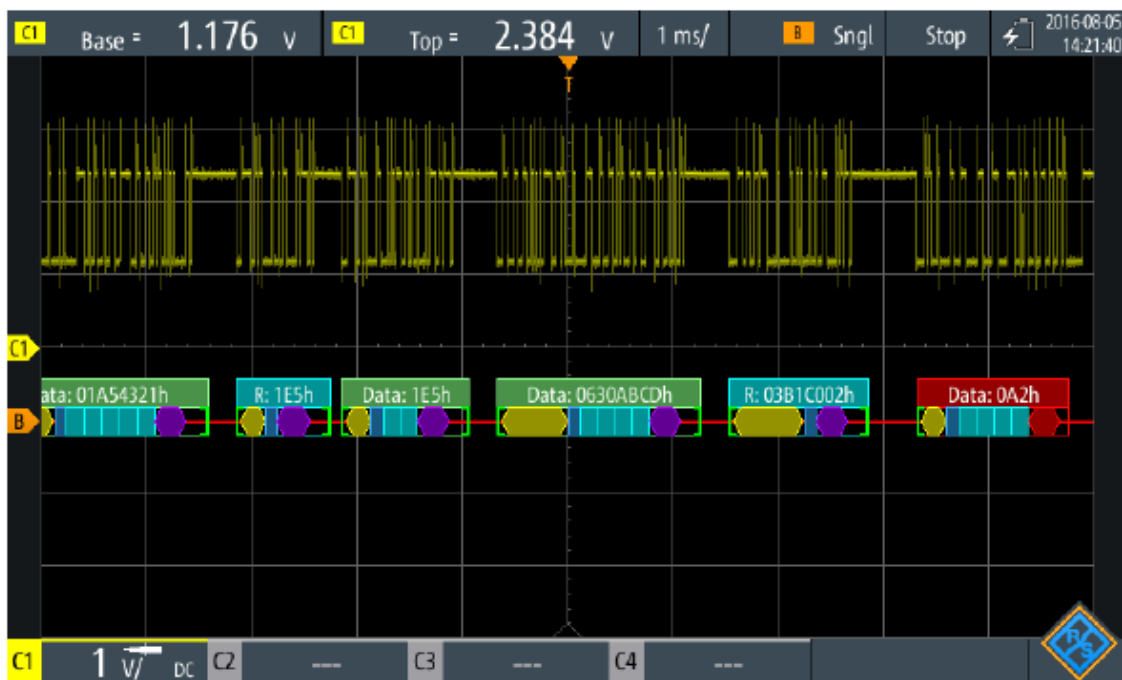 C1 Base = 1.176 V C1 Top = 2.384 V 1 ms/ B Sngl Stop 2016-08-05
14:21:40
T
C1
ata: 01A54321h R: 1E5h Data: 1E5h Data: 0630ABCDh R: 03B1C002h Data: 0A2h
B
R/S
C1 1 V/ DC C2 --- C3 --- C4 ---